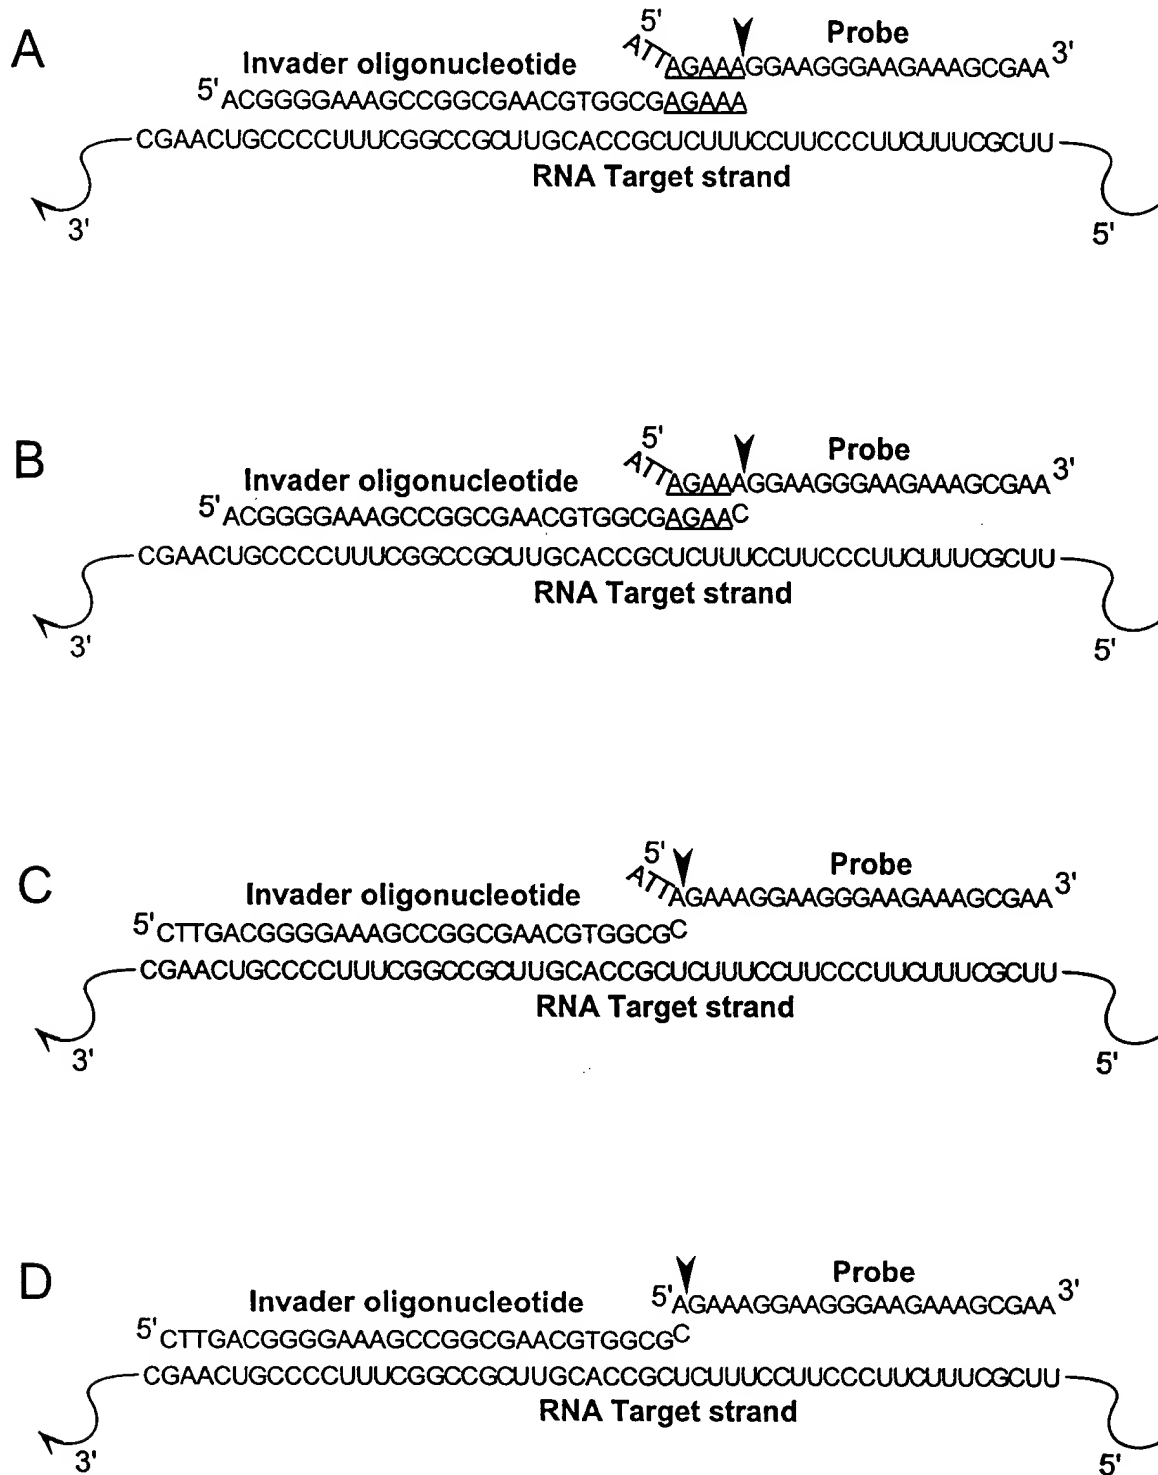 A
5'
Probe
ATTAGAAAGGAAGGGAAGAAAGCGAA 3'
Invader oligonucleotide
5' ACGGGGAAAGCCGGCGAACGTGGCGAGAAA
CGAACUGCCCCUUUCGGCCGCUUGCACCGCUCUUUCCUUCCCUUCUUUCGCUU
RNA Target strand
3'
5'
B
5'
Probe
ATTAGAAAGGAAGGGAAGAAAGCGAA 3'
Invader oligonucleotide
5' ACGGGGAAAGCCGGCGAACGTGGCGAGAAC
CGAACUGCCCCUUUCGGCCGCUUGCACCGCUCUUUCCUUCCCUUCUUUCGCUU
RNA Target strand
3'
5'
C
5'
Probe
ATTAGAAAGGAAGGGAAGAAAGCGAA 3'
Invader oligonucleotide
5' CTTGACGGGGAAAGCCGGCGAACGTGGCGC
CGAACUGCCCCUUUCGGCCGCUUGCACCGCUCUUUCCUUCCCUUCUUUCGCUU
RNA Target strand
3'
5'
D
Probe
5' AGAAAGGAAGGGAAGAAAGCGAA 3'
Invader oligonucleotide
5' CTTGACGGGGAAAGCCGGCGAACGTGGCGC
CGAACUGCCCCUUUCGGCCGCUUGCACCGCUCUUUCCUUCCCUUCUUUCGCUU
RNA Target strand
3'
5'